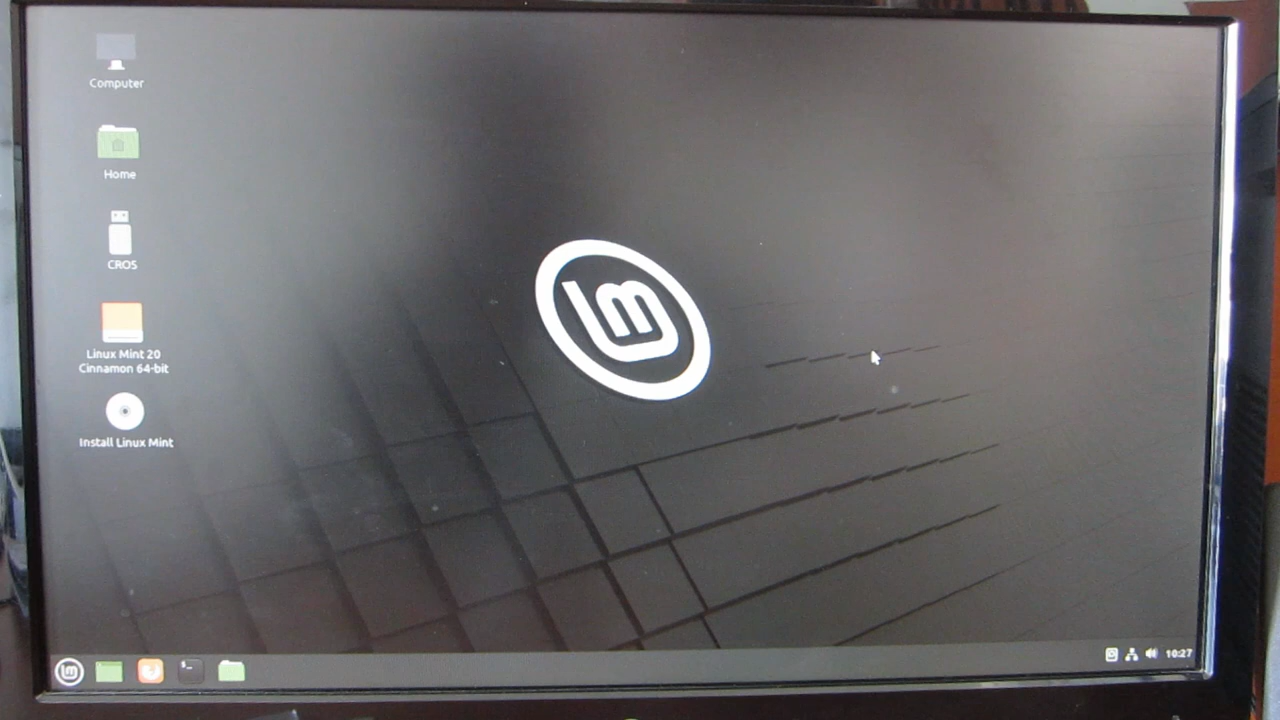 Computer
Home
CROS
Linux Mint 20
Cinnamon 64-bit
Install Linux Mint
10:27